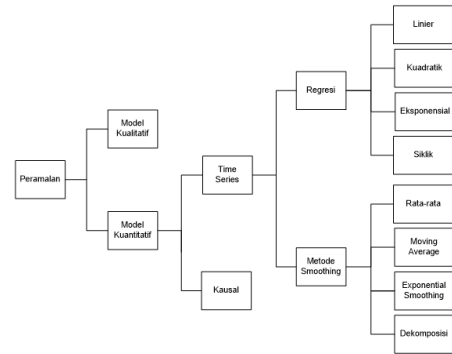 Peramalan
Model
Kualitatif
Model
Kuantitatif
Time
Series
Kausal
Regresi
Metode
Smoothing
Linier
Kuadratik
Eksponensial
Siklik
Rata-rata
Moving
Average
Exponential
Smoothing
Dekomposisi